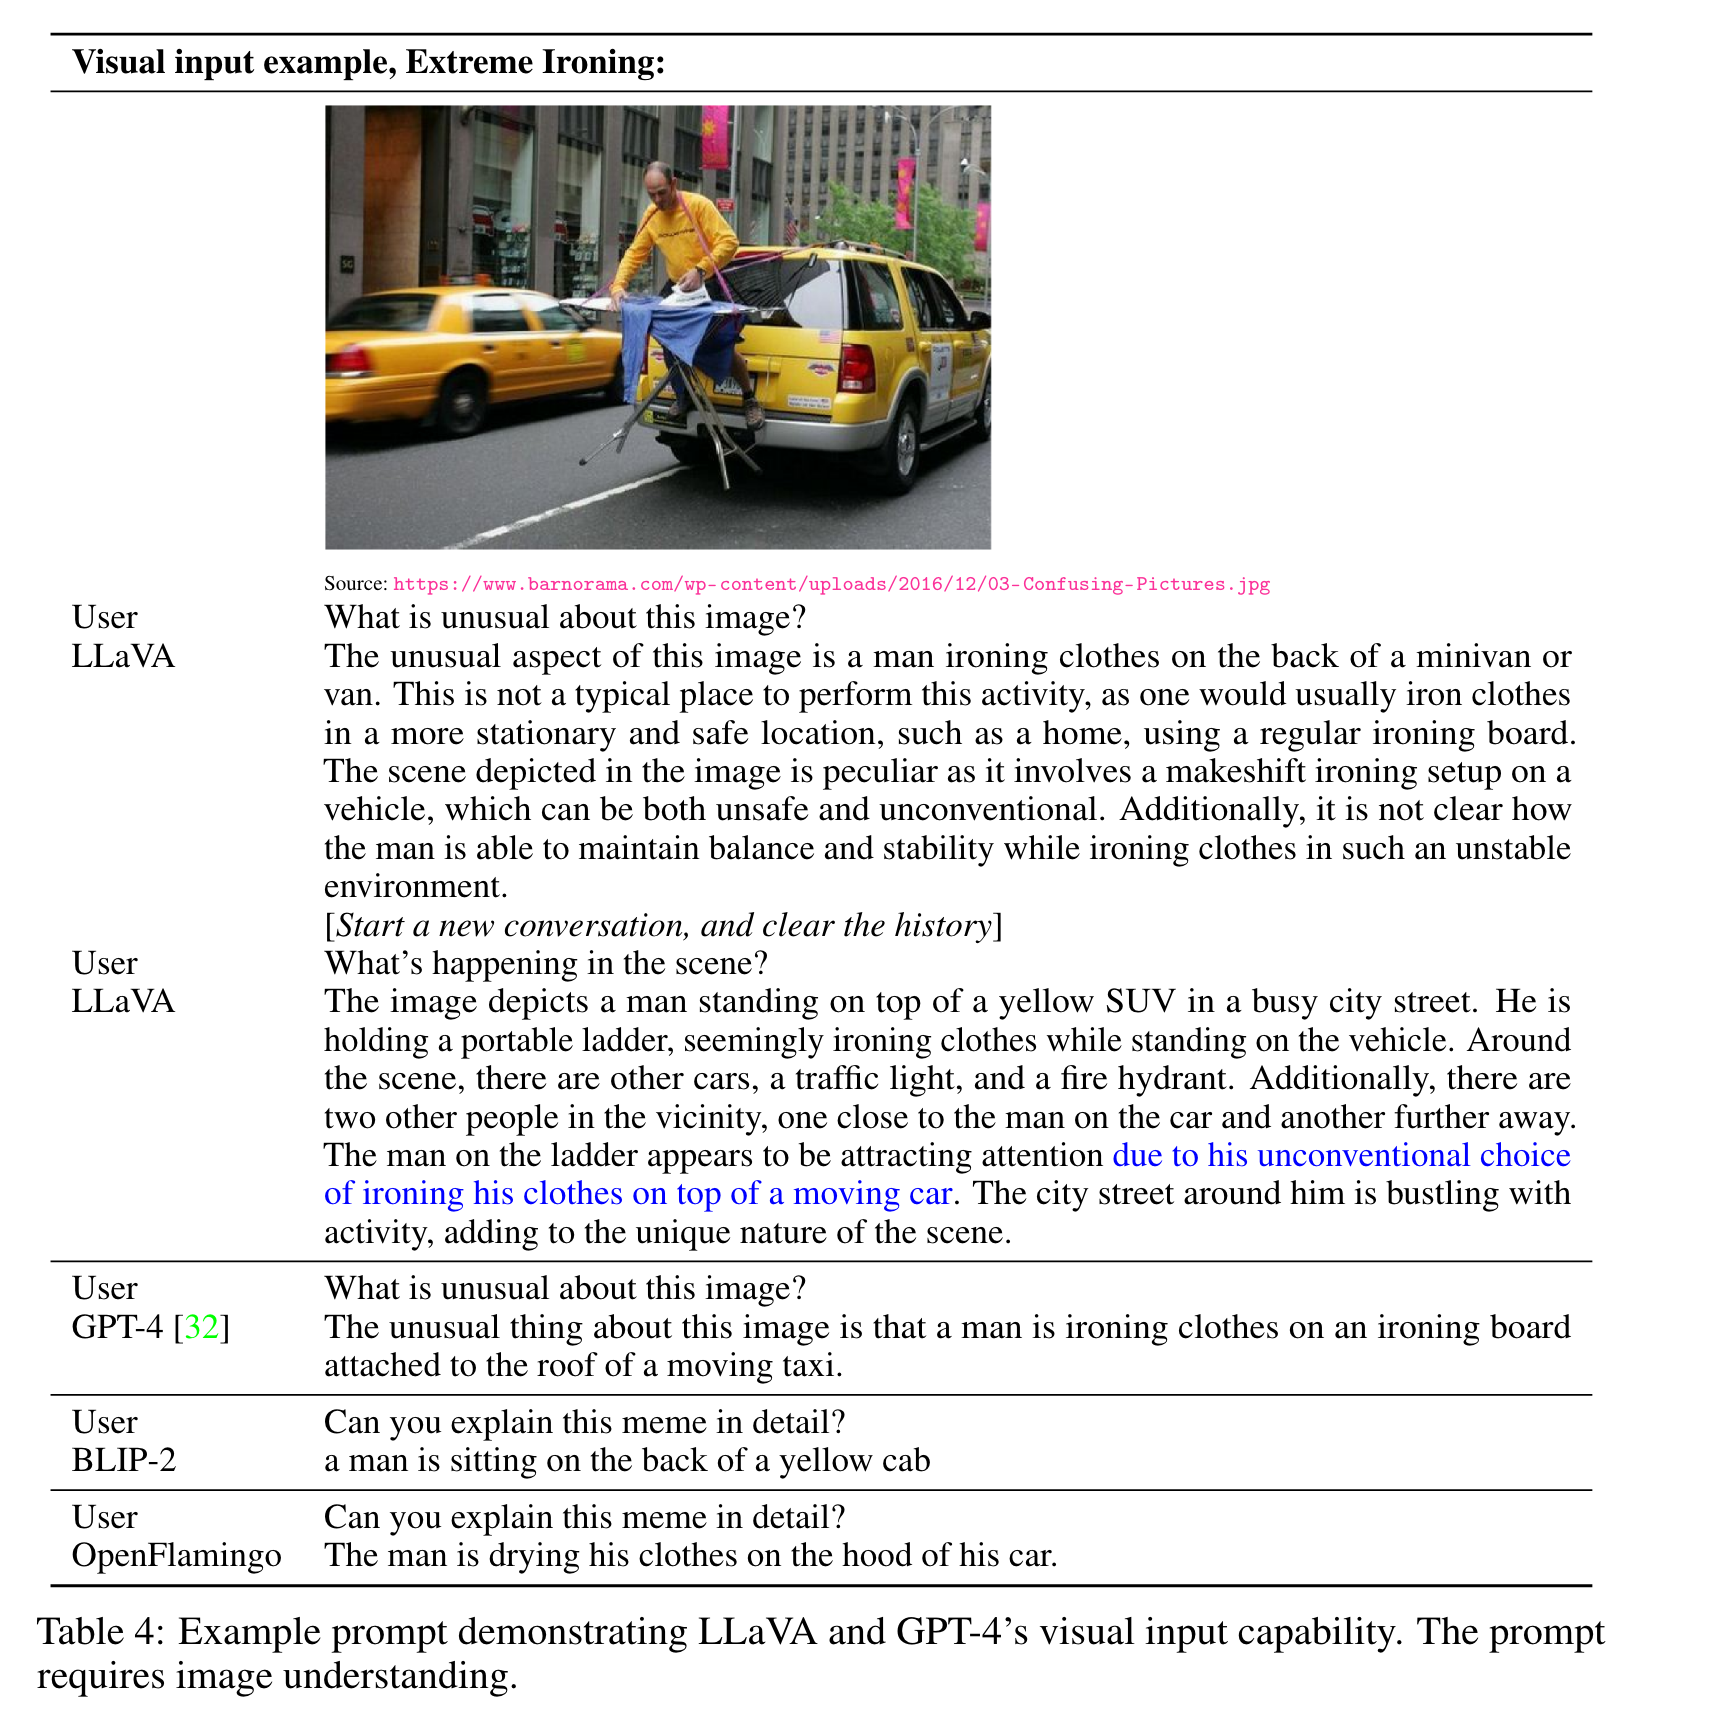 Visual input example, Extreme Ironing:
SG
Source: https://www.barnorama.com/wp-content/uploads/2016/12/03-Confusing-Pictures.jpg
User What is unusual about this image?
LLaVA The unusual aspect of this image is a man ironing clothes on the back of a minivan or
van. This is not a typical place to perform this activity, as one would usually iron clothes
in a more stationary and safe location, such as a home, using a regular ironing board.
The scene depicted in the image is peculiar as it involves a makeshift ironing setup on a
vehicle, which can be both unsafe and unconventional. Additionally, it is not clear how
the man is able to maintain balance and stability while ironing clothes in such an unstable
environment.
[Start a new conversation, and clear the history]
User What's happening in the scene?
LLaVA The image depicts a man standing on top of a yellow SUV in a busy city street. He is
holding a portable ladder, seemingly ironing clothes while standing on the vehicle. Around
the scene, there are other cars, a traffic light, and a fire hydrant. Additionally, there are
two other people in the vicinity, one close to the man on the car and another further away.
The man on the ladder appears to be attracting attention due to his unconventional choice
of ironing his clothes on top of a moving car. The city street around him is bustling with
activity, adding to the unique nature of the scene.
User What is unusual about this image?
GPT-4 [32] The unusual thing about this image is that a man is ironing clothes on an ironing board
attached to the roof of a moving taxi.
User Can you explain this meme in detail?
BLIP-2 a man is sitting on the back of a yellow cab
User Can you explain this meme in detail?
OpenFlamingo The man is drying his clothes on the hood of his car.
Table 4: Example prompt demonstrating LLaVA and GPT-4's visual input capability. The prompt
requires image understanding.